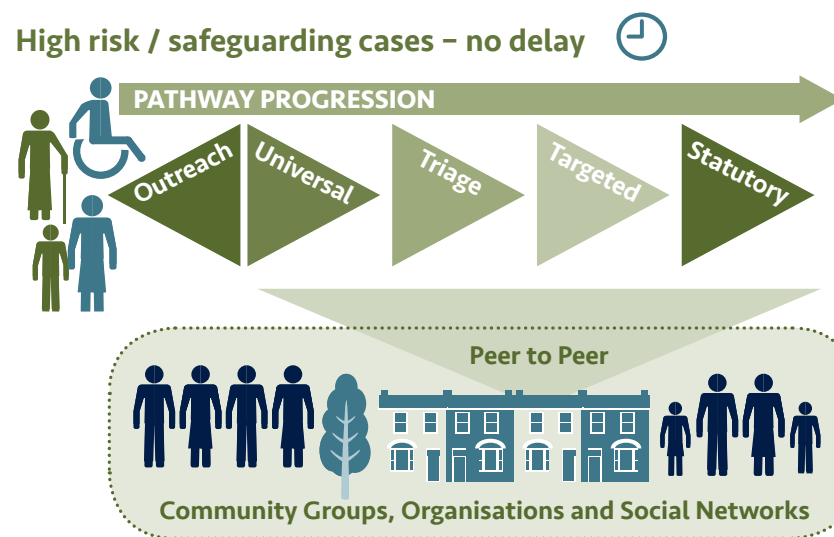 High risk / safeguarding cases – no delay
PATHWAY PROGRESSION
Outreach
Universal
Triage
Targeted
Statutory
Peer to Peer
Community Groups, Organisations and Social Networks